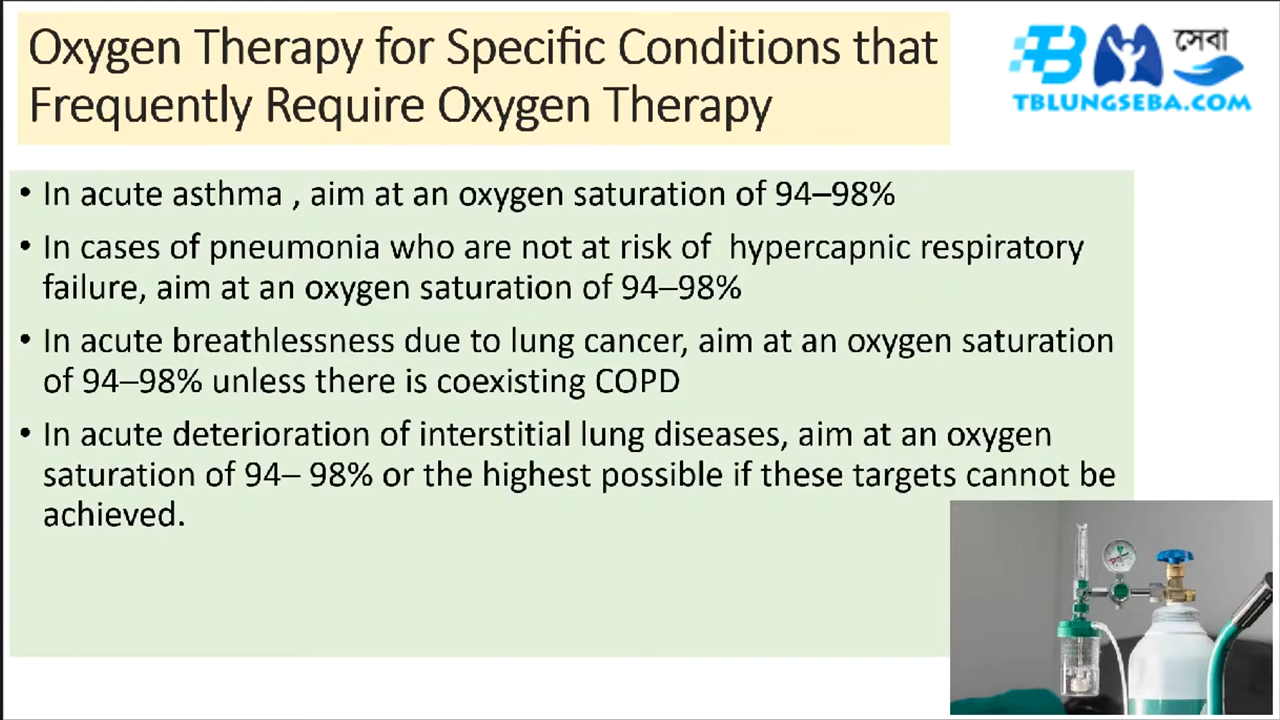 Oxygen Therapy for Specific Conditions that
Frequently Require Oxygen Therapy
TB সেবা
TBLUNGSEBA.COM
• In acute asthma , aim at an oxygen saturation of 94–98%
• In cases of pneumonia who are not at risk of hypercapnic respiratory
failure, aim at an oxygen saturation of 94–98%
• In acute breathlessness due to lung cancer, aim at an oxygen saturation
of 94–98% unless there is coexisting COPD
• In acute deterioration of interstitial lung diseases, aim at an oxygen
saturation of 94– 98% or the highest possible if these targets cannot be
achieved.